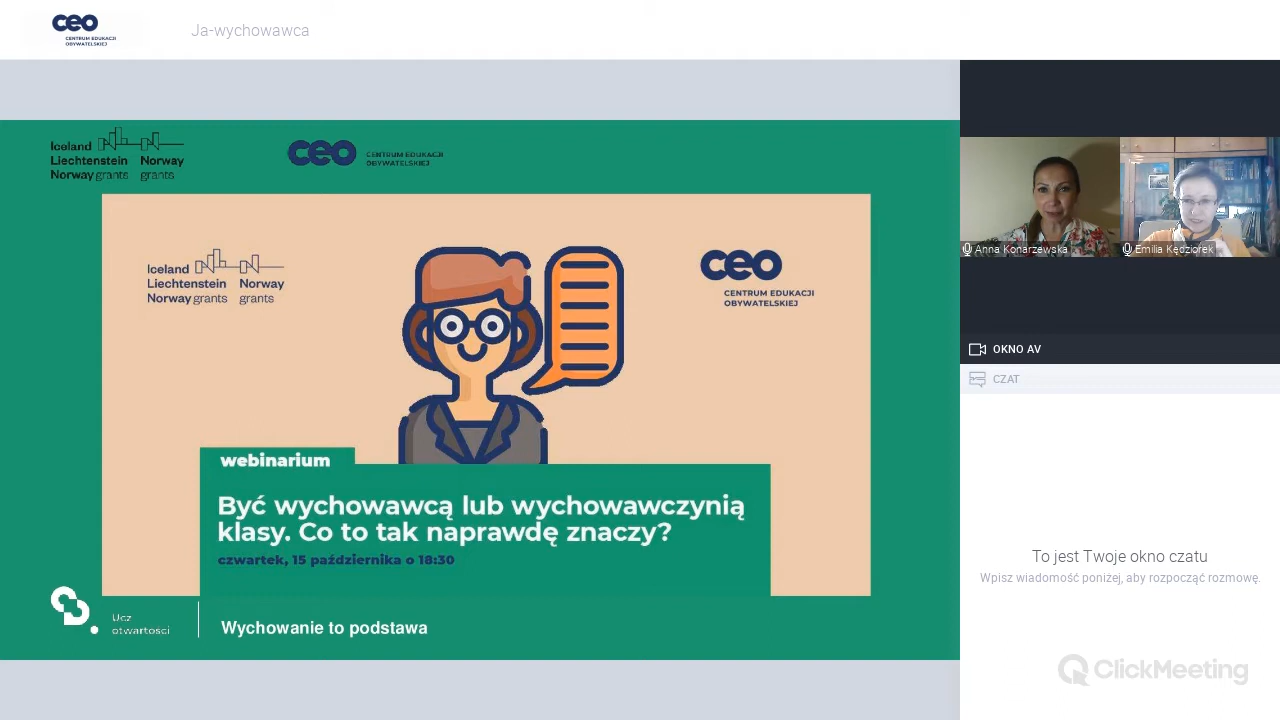 ceo
CENTRUM EDUKACJI
OBYWATELSKIEJ
Ja-wychowawca
Iceland
Liechtenstein Norway
Norway grants grants
ceo
CENTRUM EDUKACJI
OBYWATELSKIEJ
Iceland
Liechtenstein Norway
Norway grants grants
ceo
CENTRUM EDUKACJI
OBYWATELSKIEJ
webinarium
Być wychowawcą lub wychowawczynią
klasy. Co to tak naprawdę znaczy?
czwartek, 15 października o 18:30
Ucz
otwartości
Wychowanie to podstawa
Anna Konarzewska
Emilia Kędziorek
OKNO AV
CZAT
To jest Twoje okno czatu
Wpisz wiadomość poniżej, aby rozpocząć rozmowę.
ClickMeeting